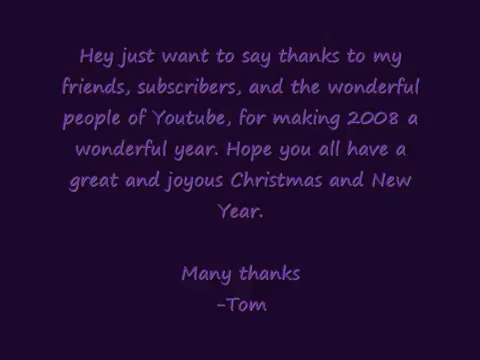 Hey just want to say thanks to my
friends, subscribers, and the wonderful
people of Youtube, for making 2008 a
wonderful year. Hope you all have a
great and joyous Christmas and New
Year.
Many thanks
-Tom